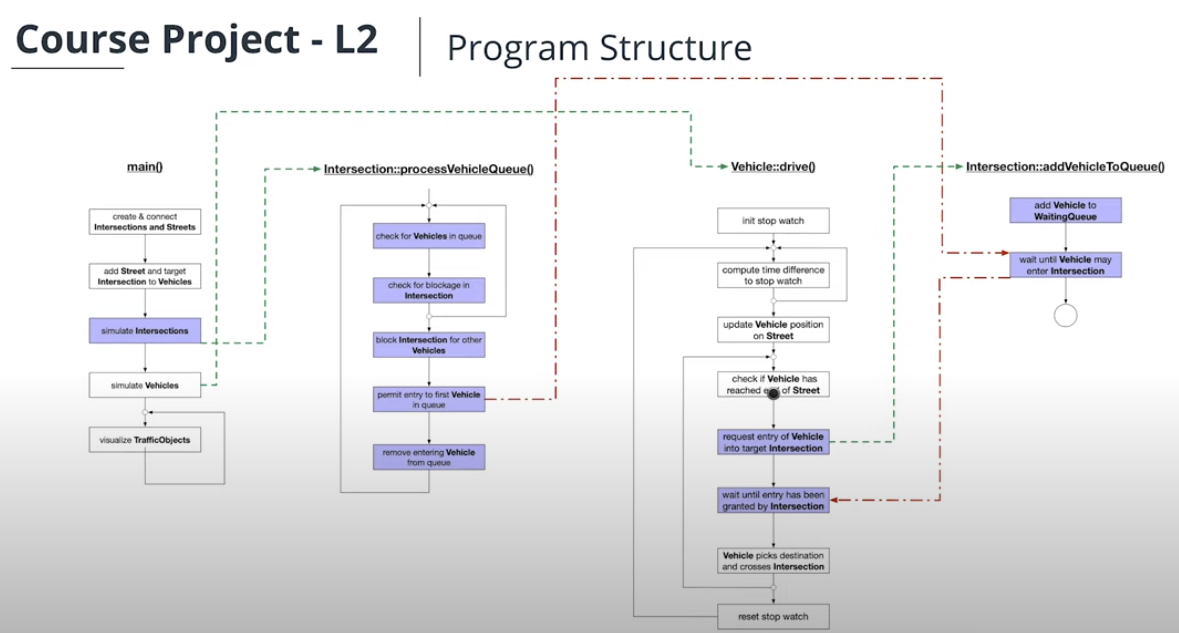 Course Project - L2
Program Structure
main()
create & connect
Intersections and Streets
add Street and target
Intersection to Vehicles
simulate Intersections
simulate Vehicles
visualize TrafficObjects
Intersection::processVehicleQueue()
check for Vehicles in queue
check for blockage in
Intersection
block Intersection for other
Vehicles
permit entry to first Vehicle
in queue
remove entering Vehicle
from queue
Vehicle::drive()
init stop watch
compute time difference
to stop watch
update Vehicle position
on Street
check if Vehicle has
reached of Street
request entry of Vehicle
into target Intersection
wait until entry has been
granted by Intersection
Vehicle picks destination
and crosses Intersection
reset stop watch
Intersection::addVehicleToQueue()
add Vehicle to
WaitingQueue
wait until Vehicle may
enter Intersection